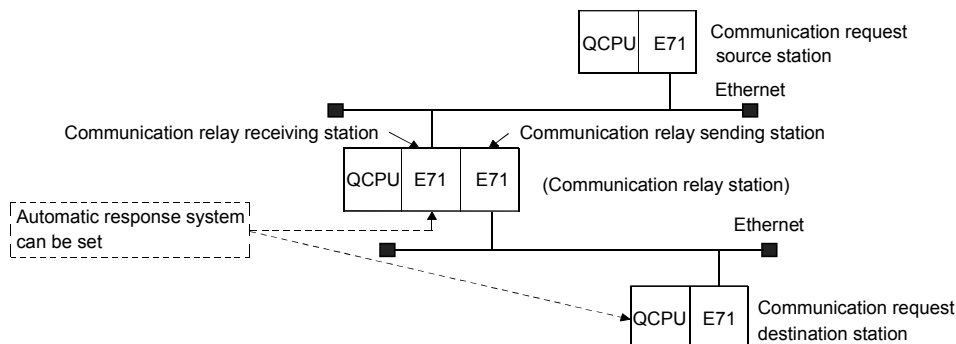 QCPU E71
Communication request
source station
Ethernet
Communication relay receiving station
Communication relay sending station
QCPU E71 E71
(Communication relay station)
Automatic response system
can be set
Ethernet
QCPU E71
Communication request
destination station